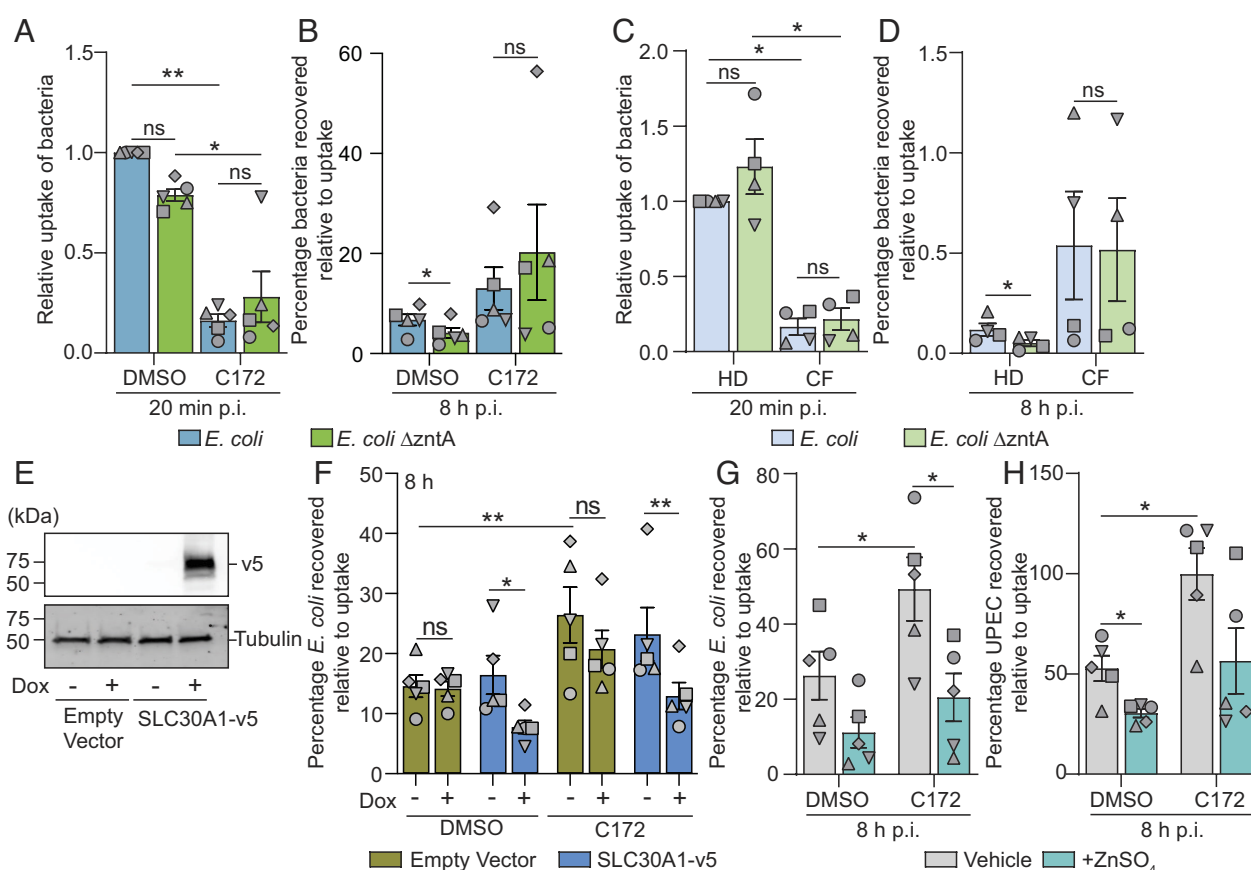 A
Relative uptake of bacteria
1.5
1.0
0.5
0.0
**
ns
*
ns
DMSO
C172
20 min p.i.
B
Percentage bacteria recovered
relative to uptake
60
40
20
0
*
ns
DMSO
C172
8 h p.i.
C
Relative uptake of bacteria
2.0
1.5
1.0
0.5
0.0
*
*
ns
ns
HD
CF
20 min p.i.
D
Percentage bacteria recovered
relative to uptake
1.5
1.0
0.5
0.0
*
ns
HD
CF
8 h p.i.
E. coli
E. coli ΔzntA
E. coli
E. coli ΔzntA
E
(kDa)
75
50
v5
75
50
Tubulin
Dox - + - +
Empty
Vector
SLC30A1-v5
F
Percentage E. coli recovered
relative to uptake
50
40
30
20
10
0
8 h
**
ns
*
ns
**
Dox - + - + - + - +
DMSO
C172
Empty Vector
SLC30A1-v5
G
Percentage E. coli recovered
relative to uptake
80
60
40
20
0
*
*
DMSO
C172
8 h p.i.
H
Percentage UPEC recovered
relative to uptake
150
100
50
0
*
*
DMSO
C172
8 h p.i.
Vehicle
+ZnSO4